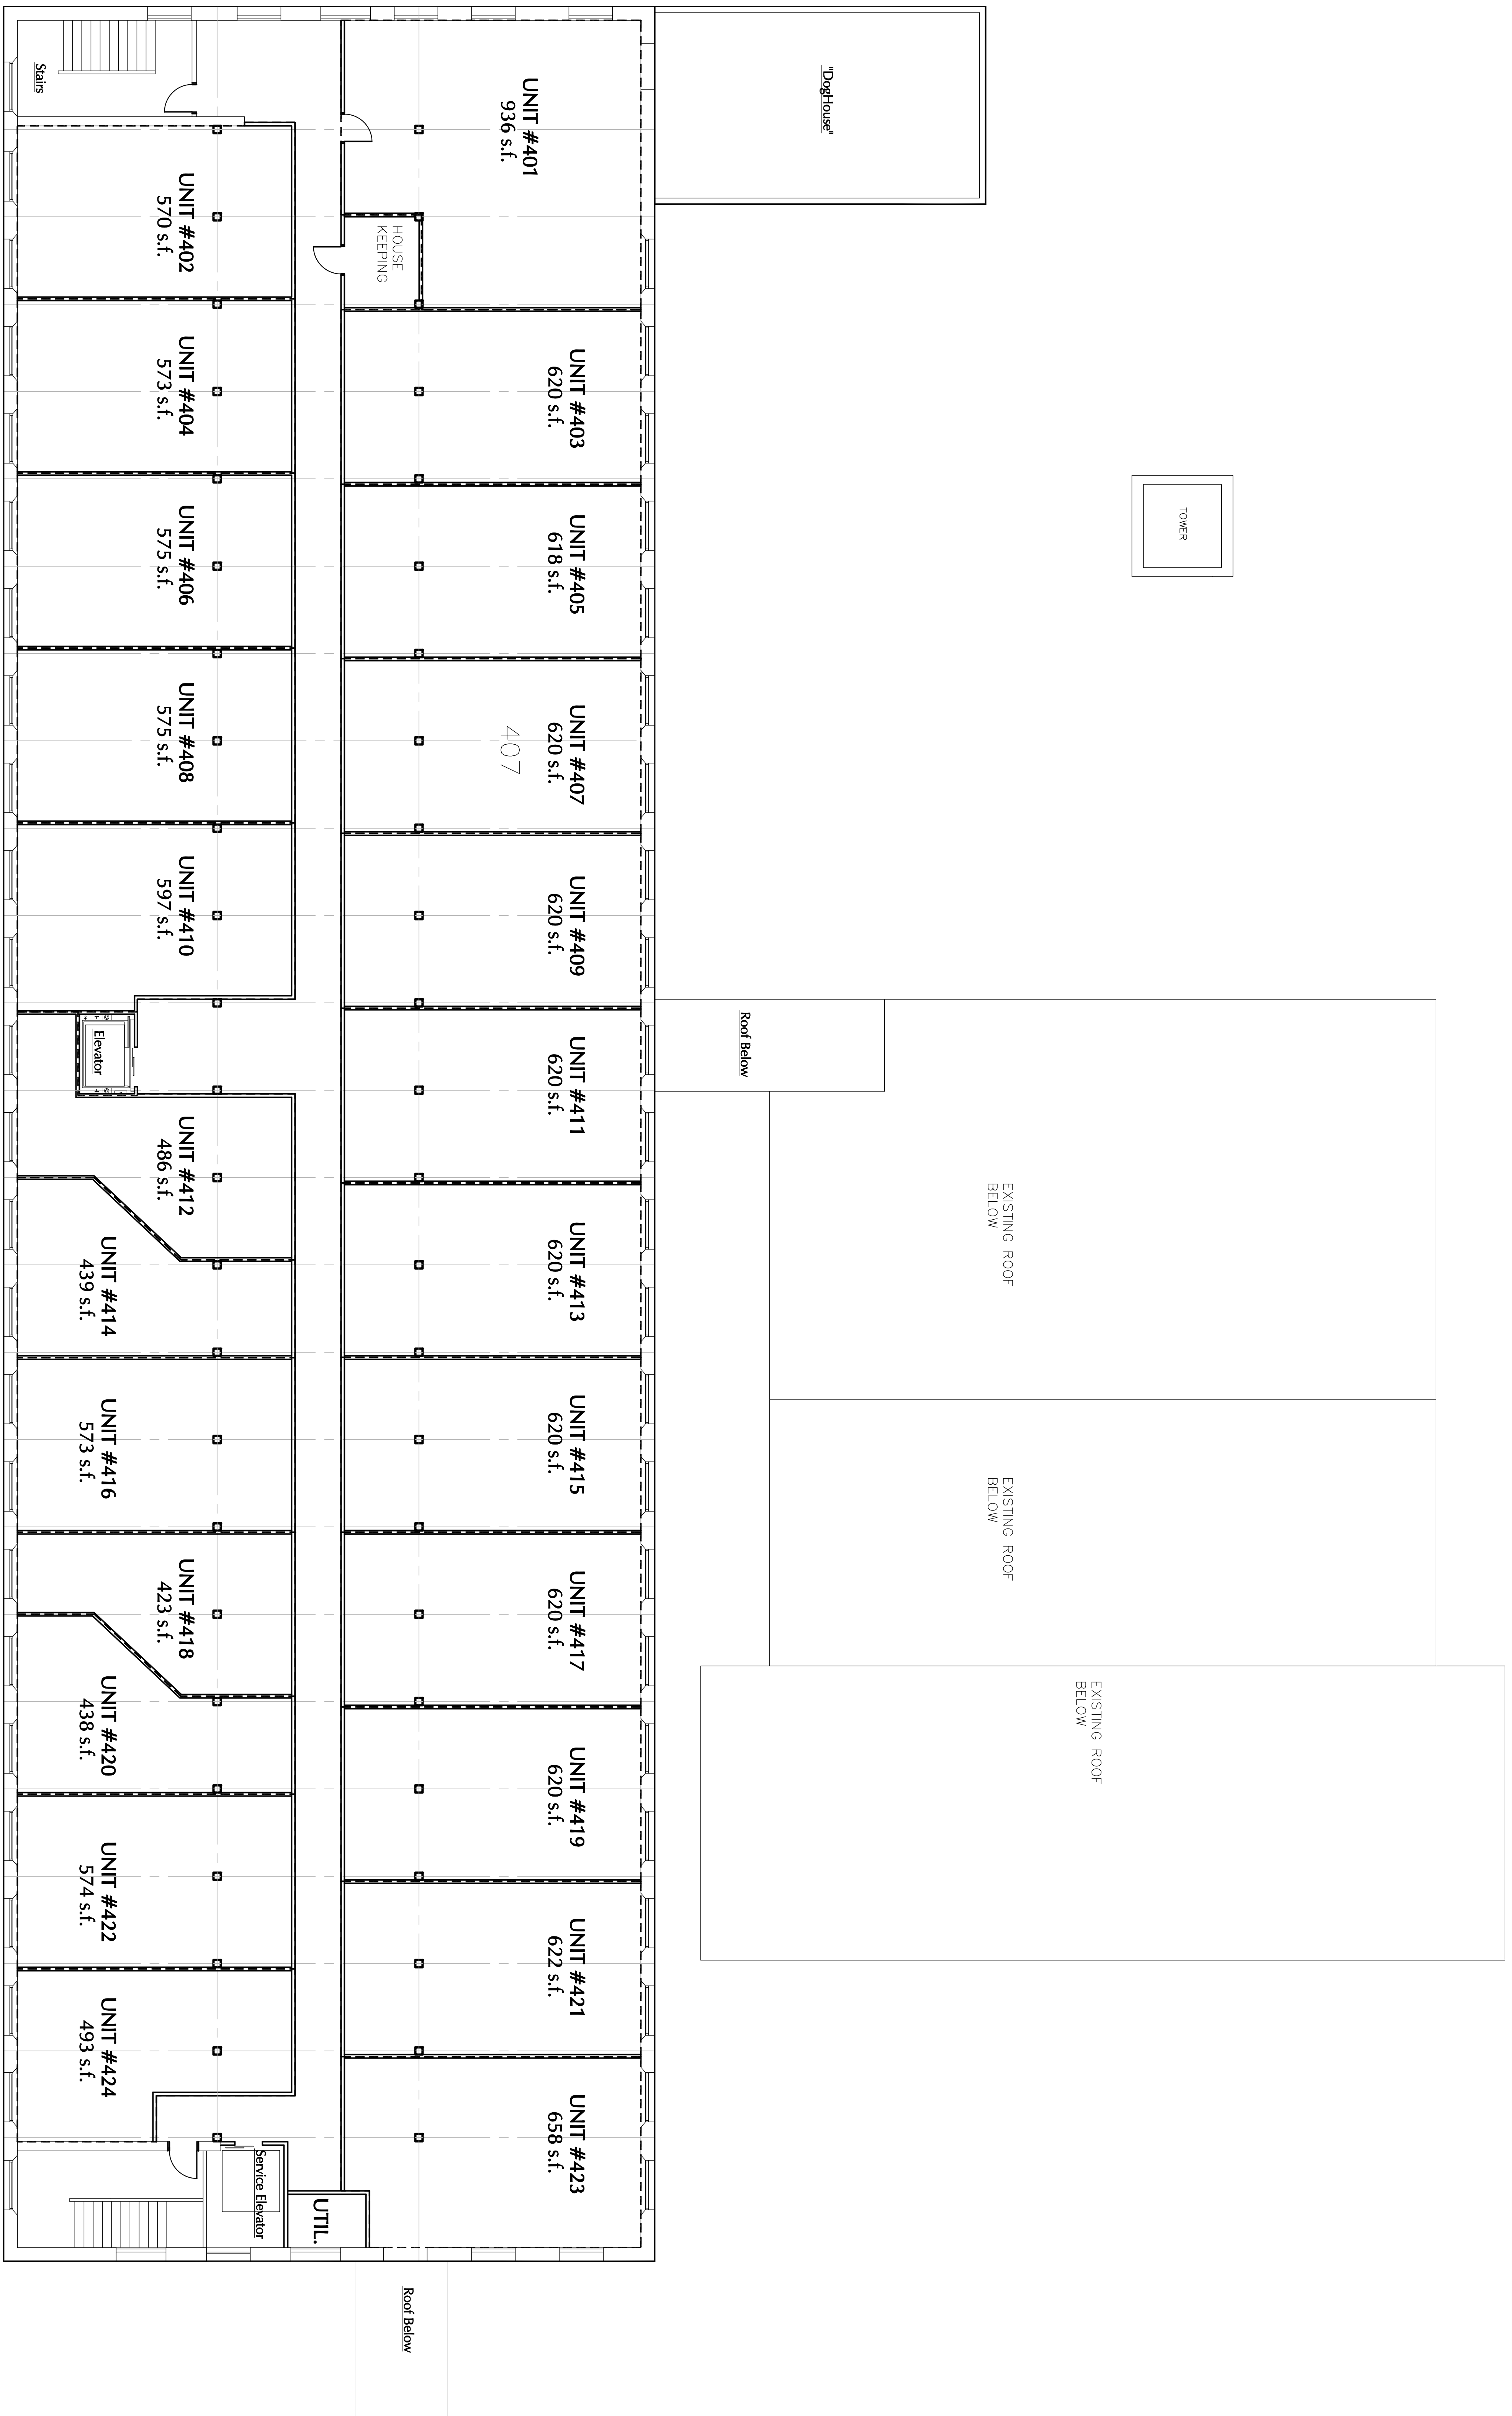 "DogHouse"
TOWER
Roof Below
EXISTING ROOF
BELOW
EXISTING ROOF
BELOW
EXISTING ROOF
BELOW
UNIT #401
936 s.f.
HOUSE
KEEPING
UNIT #403
620 s.f.
UNIT #405
618 s.f.
UNIT #407
620 s.f.
407
UNIT #409
620 s.f.
UNIT #411
620 s.f.
UNIT #413
620 s.f.
UNIT #415
620 s.f.
UNIT #417
620 s.f.
UNIT #419
620 s.f.
UNIT #421
622 s.f.
UNIT #423
658 s.f.
Roof Below
UTIL.
Service Elevator
Stairs
UNIT #402
570 s.f.
UNIT #404
573 s.f.
UNIT #406
575 s.f.
UNIT #408
575 s.f.
UNIT #410
597 s.f.
Elevator
UNIT #412
486 s.f.
UNIT #414
439 s.f.
UNIT #416
573 s.f.
UNIT #418
423 s.f.
UNIT #420
438 s.f.
UNIT #422
574 s.f.
UNIT #424
493 s.f.